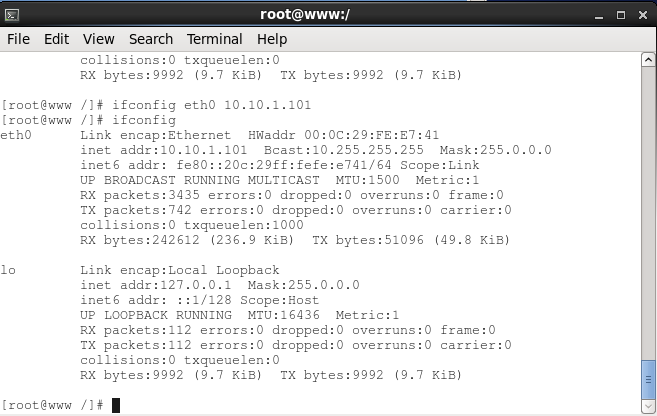 root@www:/
File Edit View Search Terminal Help
collisions:0 txqueuelen:0
RX bytes:9992 (9.7 KiB)  TX bytes:9992 (9.7 KiB)
[root@www /]# ifconfig eth0 10.10.1.101
[root@www /]# ifconfig
eth0      Link encap:Ethernet  HWaddr 00:0C:29:FE:E7:41
          inet addr:10.10.1.101  Bcast:10.255.255.255  Mask:255.0.0.0
          inet6 addr: fe80::20c:29ff:fefe:e741/64 Scope:Link
          UP BROADCAST RUNNING MULTICAST  MTU:1500  Metric:1
          RX packets:3435 errors:0 dropped:0 overruns:0 frame:0
          TX packets:742 errors:0 dropped:0 overruns:0 carrier:0
          collisions:0 txqueuelen:1000
          RX bytes:242612 (236.9 KiB)  TX bytes:51096 (49.8 KiB)
lo        Link encap:Local Loopback
          inet addr:127.0.0.1  Mask:255.0.0.0
          inet6 addr: ::1/128 Scope:Host
          UP LOOPBACK RUNNING  MTU:16436  Metric:1
          RX packets:112 errors:0 dropped:0 overruns:0 frame:0
          TX packets:112 errors:0 dropped:0 overruns:0 carrier:0
          collisions:0 txqueuelen:0
          RX bytes:9992 (9.7 KiB)  TX bytes:9992 (9.7 KiB)
[root@www /]#